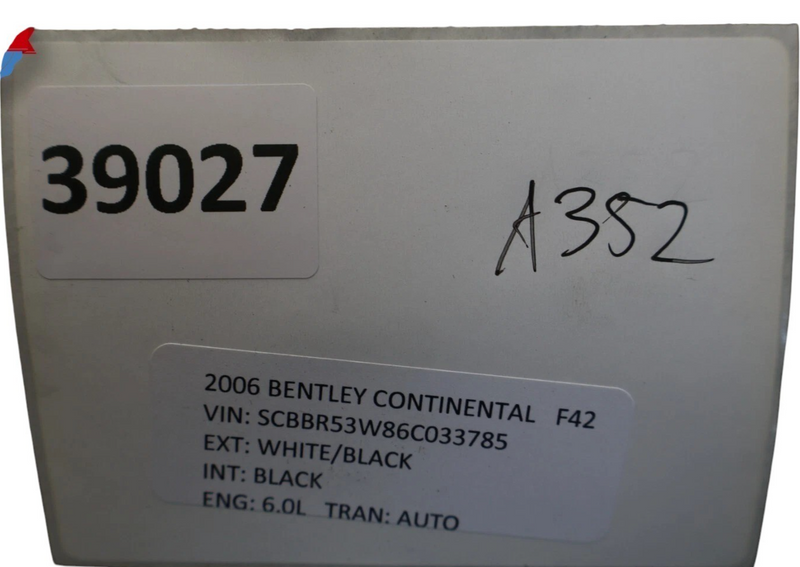 39027
A352
2006 BENTLEY CONTINENTAL F42
VIN: SCBBR53W86C033785
EXT: WHITE/BLACK
INT: BLACK
ENG: 6.0L TRAN: AUTO